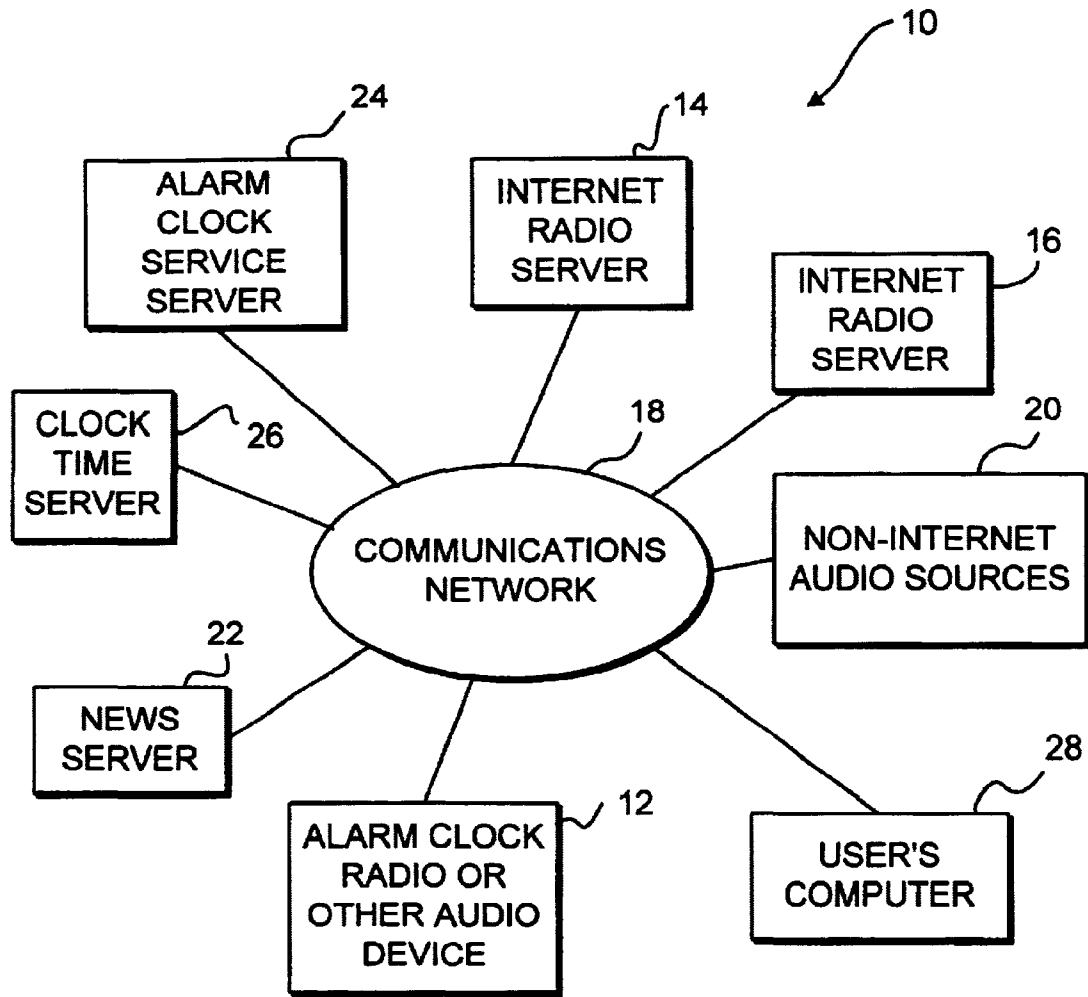 10
24
ALARM
CLOCK
SERVICE
SERVER
14
INTERNET
RADIO
SERVER
16
INTERNET
RADIO
SERVER
26
CLOCK
TIME
SERVER
18
COMMUNICATIONS
NETWORK
20
NON-INTERNET
AUDIO SOURCES
22
NEWS
SERVER
12
ALARM CLOCK
RADIO OR
OTHER AUDIO
DEVICE
28
USER'S
COMPUTER